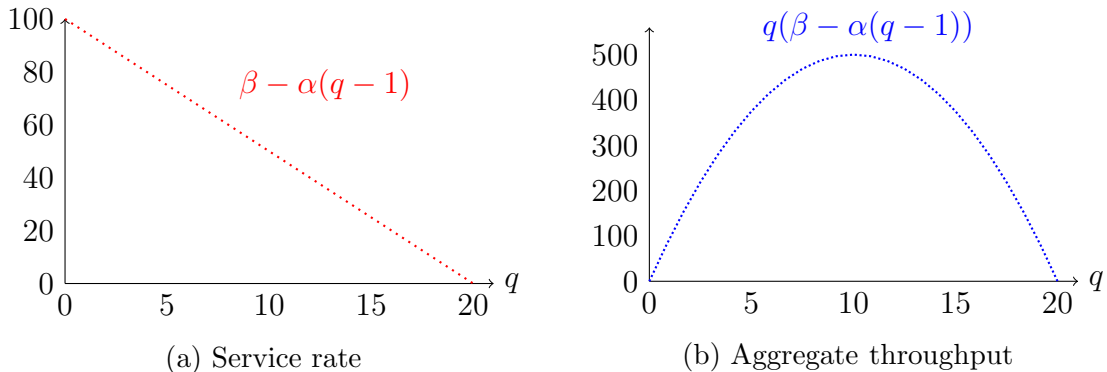 100
80
60
40
20
0
β − α(q − 1)
0 5 10 15 20 q
(a) Service rate
q(β − α(q − 1))
500
400
300
200
100
0
0 5 10 15 20 q
(b) Aggregate throughput